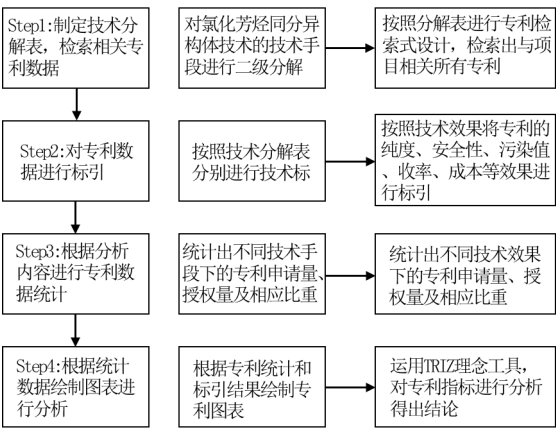 Step1:制定技术分
解表，检索相关专
利数据
对氯化芳烃同分异
构体技术的技术手
段进行二级分解
按照分解表进行专利检
索式设计，检索出与项
目相关所有专利
Step2:对专利数
据进行标引
按照技术分解表
分别进行技术标
按照技术效果将专利的
纯度、安全性、污染值
、收率、成本等效果进
行标引
Step3:根据分析
内容进行专利数
据统计
统计出不同技术手
段下的专利申请量、
授权量及相应比重
统计出不同技术效果
下的专利申请量、授
权量及相应比重
Step4:根据统计
数据绘制图表进
行分析
根据专利统计和
标引结果绘制专
利图表
运用TRIZ理念工具，
对专利指标进行分析
得出结论